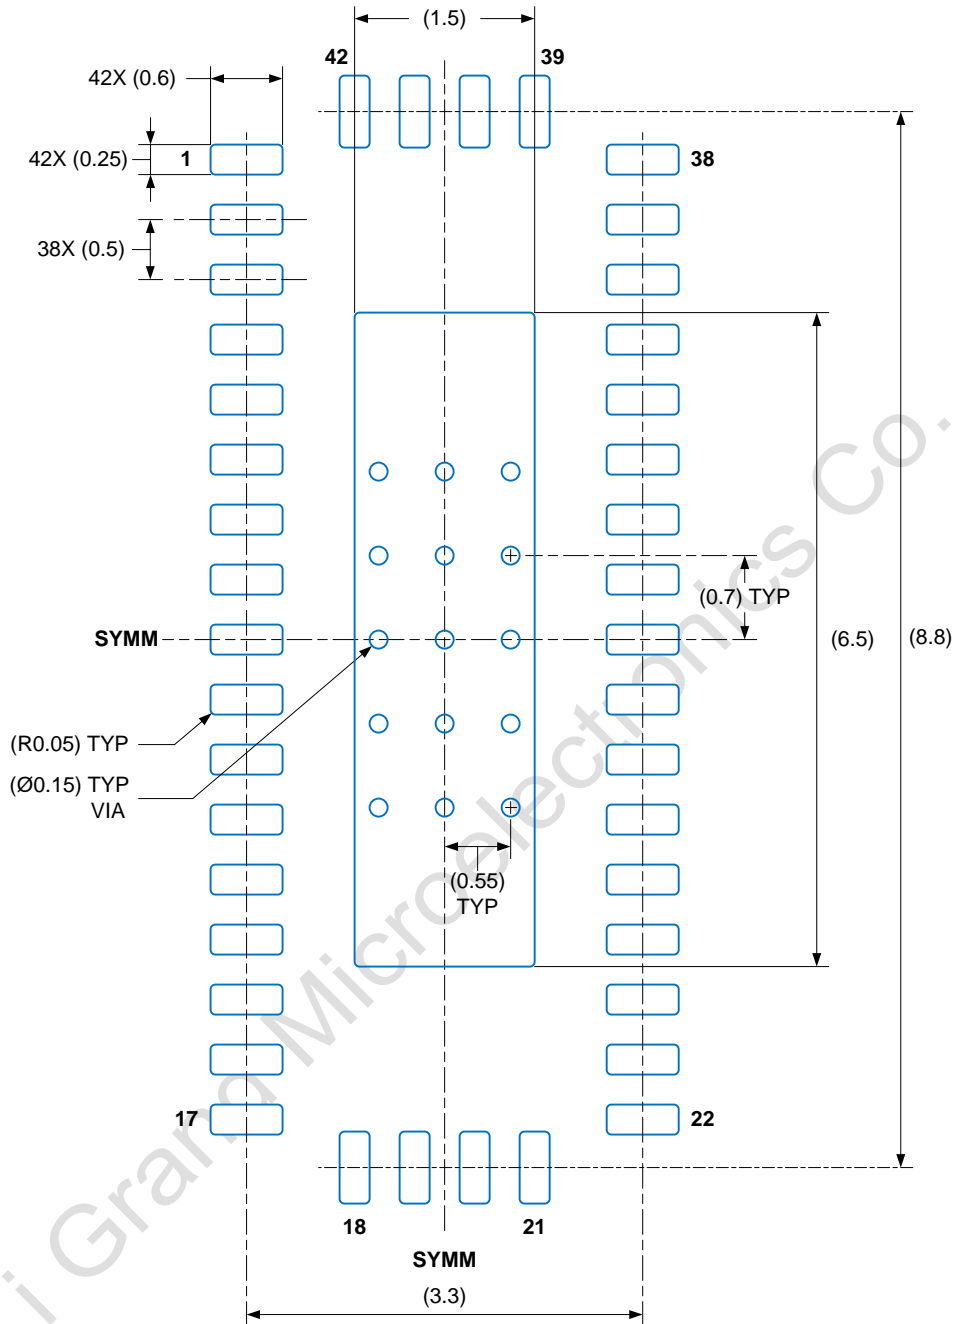 (1.5)
42
39
42X (0.6)
42X (0.25)
1
38
38X (0.5)
(0.7) TYP
SYMM
(6.5)
(8.8)
(R0.05) TYP
(Ø0.15) TYP
VIA
(0.55)
TYP
17
22
18
21
SYMM
(3.3)
i Grand Microelectronics Co.